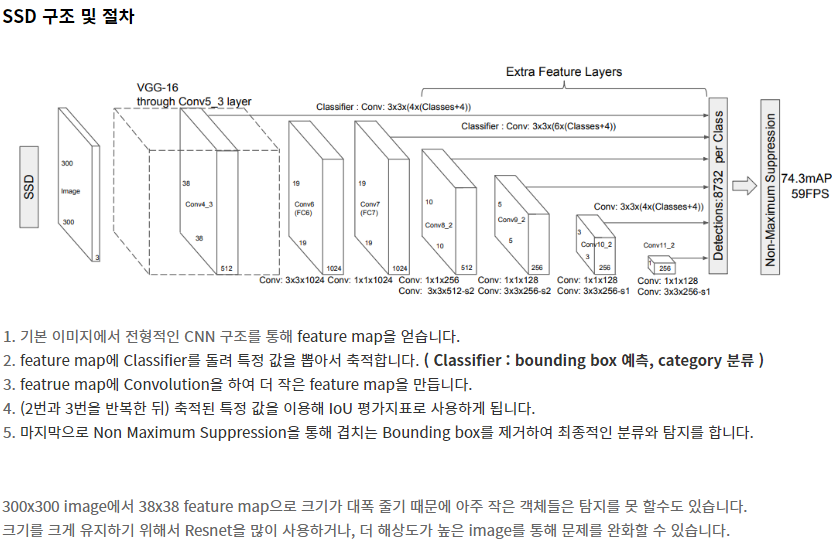 SSD 구조 및 절차
Extra Feature Layers
VGG-16
through Conv5_3 layer
Classifier : Conv: 3x3x(4x(Classes+4))
Classifier : Conv: 3x3x(6x(Classes+4))
SSD
300
Image
300
3
38
Conv4_3
38
512
19
Conv6
(FC6)
19
1024
19
Conv7
(FC7)
19
1024
10
Conv8_2
10
512
5
Conv9_2
5
256
Conv: 3x3x(4x(Classes+4))
3
Conv10_2
3
256
Conv11_2
1
256
Detections:8732 per Class
Non-Maximum Suppression
74.3mAP
59FPS
Conv: 3x3x1024 Conv: 1x1x1024 Conv: 1x1x256 Conv: 1x1x128 Conv: 1x1x128 Conv: 1x1x128
Conv: 3x3x512-s2 Conv: 3x3x256-s2 Conv: 3x3x256-s1 Conv: 3x3x256-s1
1. 기본 이미지에서 전형적인 CNN 구조를 통해 feature map을 얻습니다.
2. feature map에 Classifier를 돌려 특정 값을 뽑아서 축적합니다. ( Classifier : bounding box 예측, category 분류 )
3. featrue map에 Convolution을 하여 더 작은 feature map을 만듭니다.
4. (2번과 3번을 반복한 뒤) 축적된 특정 값을 이용해 IoU 평가지표로 사용하게 됩니다.
5. 마지막으로 Non Maximum Suppression을 통해 겹치는 Bounding box를 제거하여 최종적인 분류와 탐지를 합니다.
300x300 image에서 38x38 feature map으로 크기가 대폭 줄기 때문에 아주 작은 객체들은 탐지를 못 할수도 있습니다.
크기를 크게 유지하기 위해서 Resnet을 많이 사용하거나, 더 해상도가 높은 image를 통해 문제를 완화할 수 있습니다.